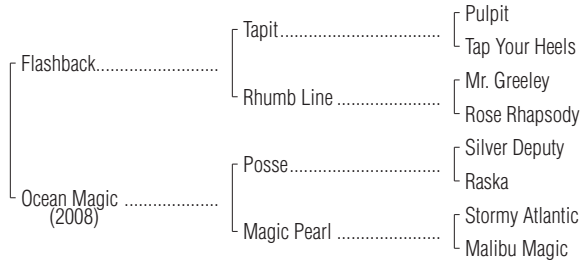 Pulpit
Tapit
Tap Your Heels
Flashback
Mr. Greeley
Rhumb Line
Rose Rhapsody
Silver Deputy
Posse
Raska
Ocean Magic
(2008)
Stormy Atlantic
Magic Pearl
Malibu Magic